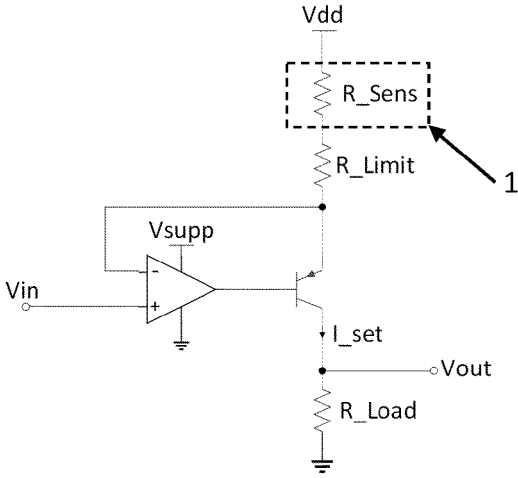 Vdd
R_Sens
R_Limit
1
Vsupp
-
Vin
+
I_set
Vout
R_Load